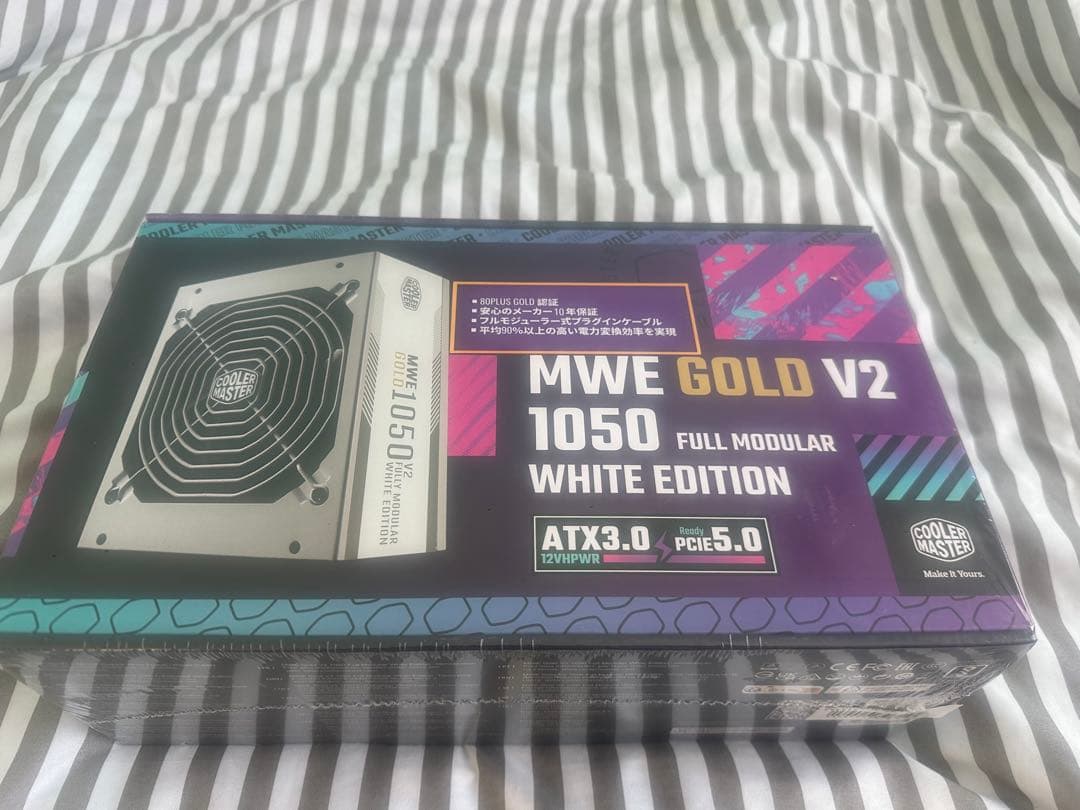 COOLER MASTER
COOLER MASTER
■ 80PLUS GOLD 認証
■ 安心のメーカー10年保証
■ フルモジューラー式プラグインケーブル
■ 平均90%以上の高い電力変換効率を実現
COOLER
MASTER
MWE
GOLD 1050 V2
FULLY MODULAR
WHITE EDITION
COOLER
MASTER
MWE GOLD V2
1050 FULL MODULAR
WHITE EDITION
ATX3.0
12VHPWR
Ready
PCIE5.0
COOLER
MASTER
Make It Yours.